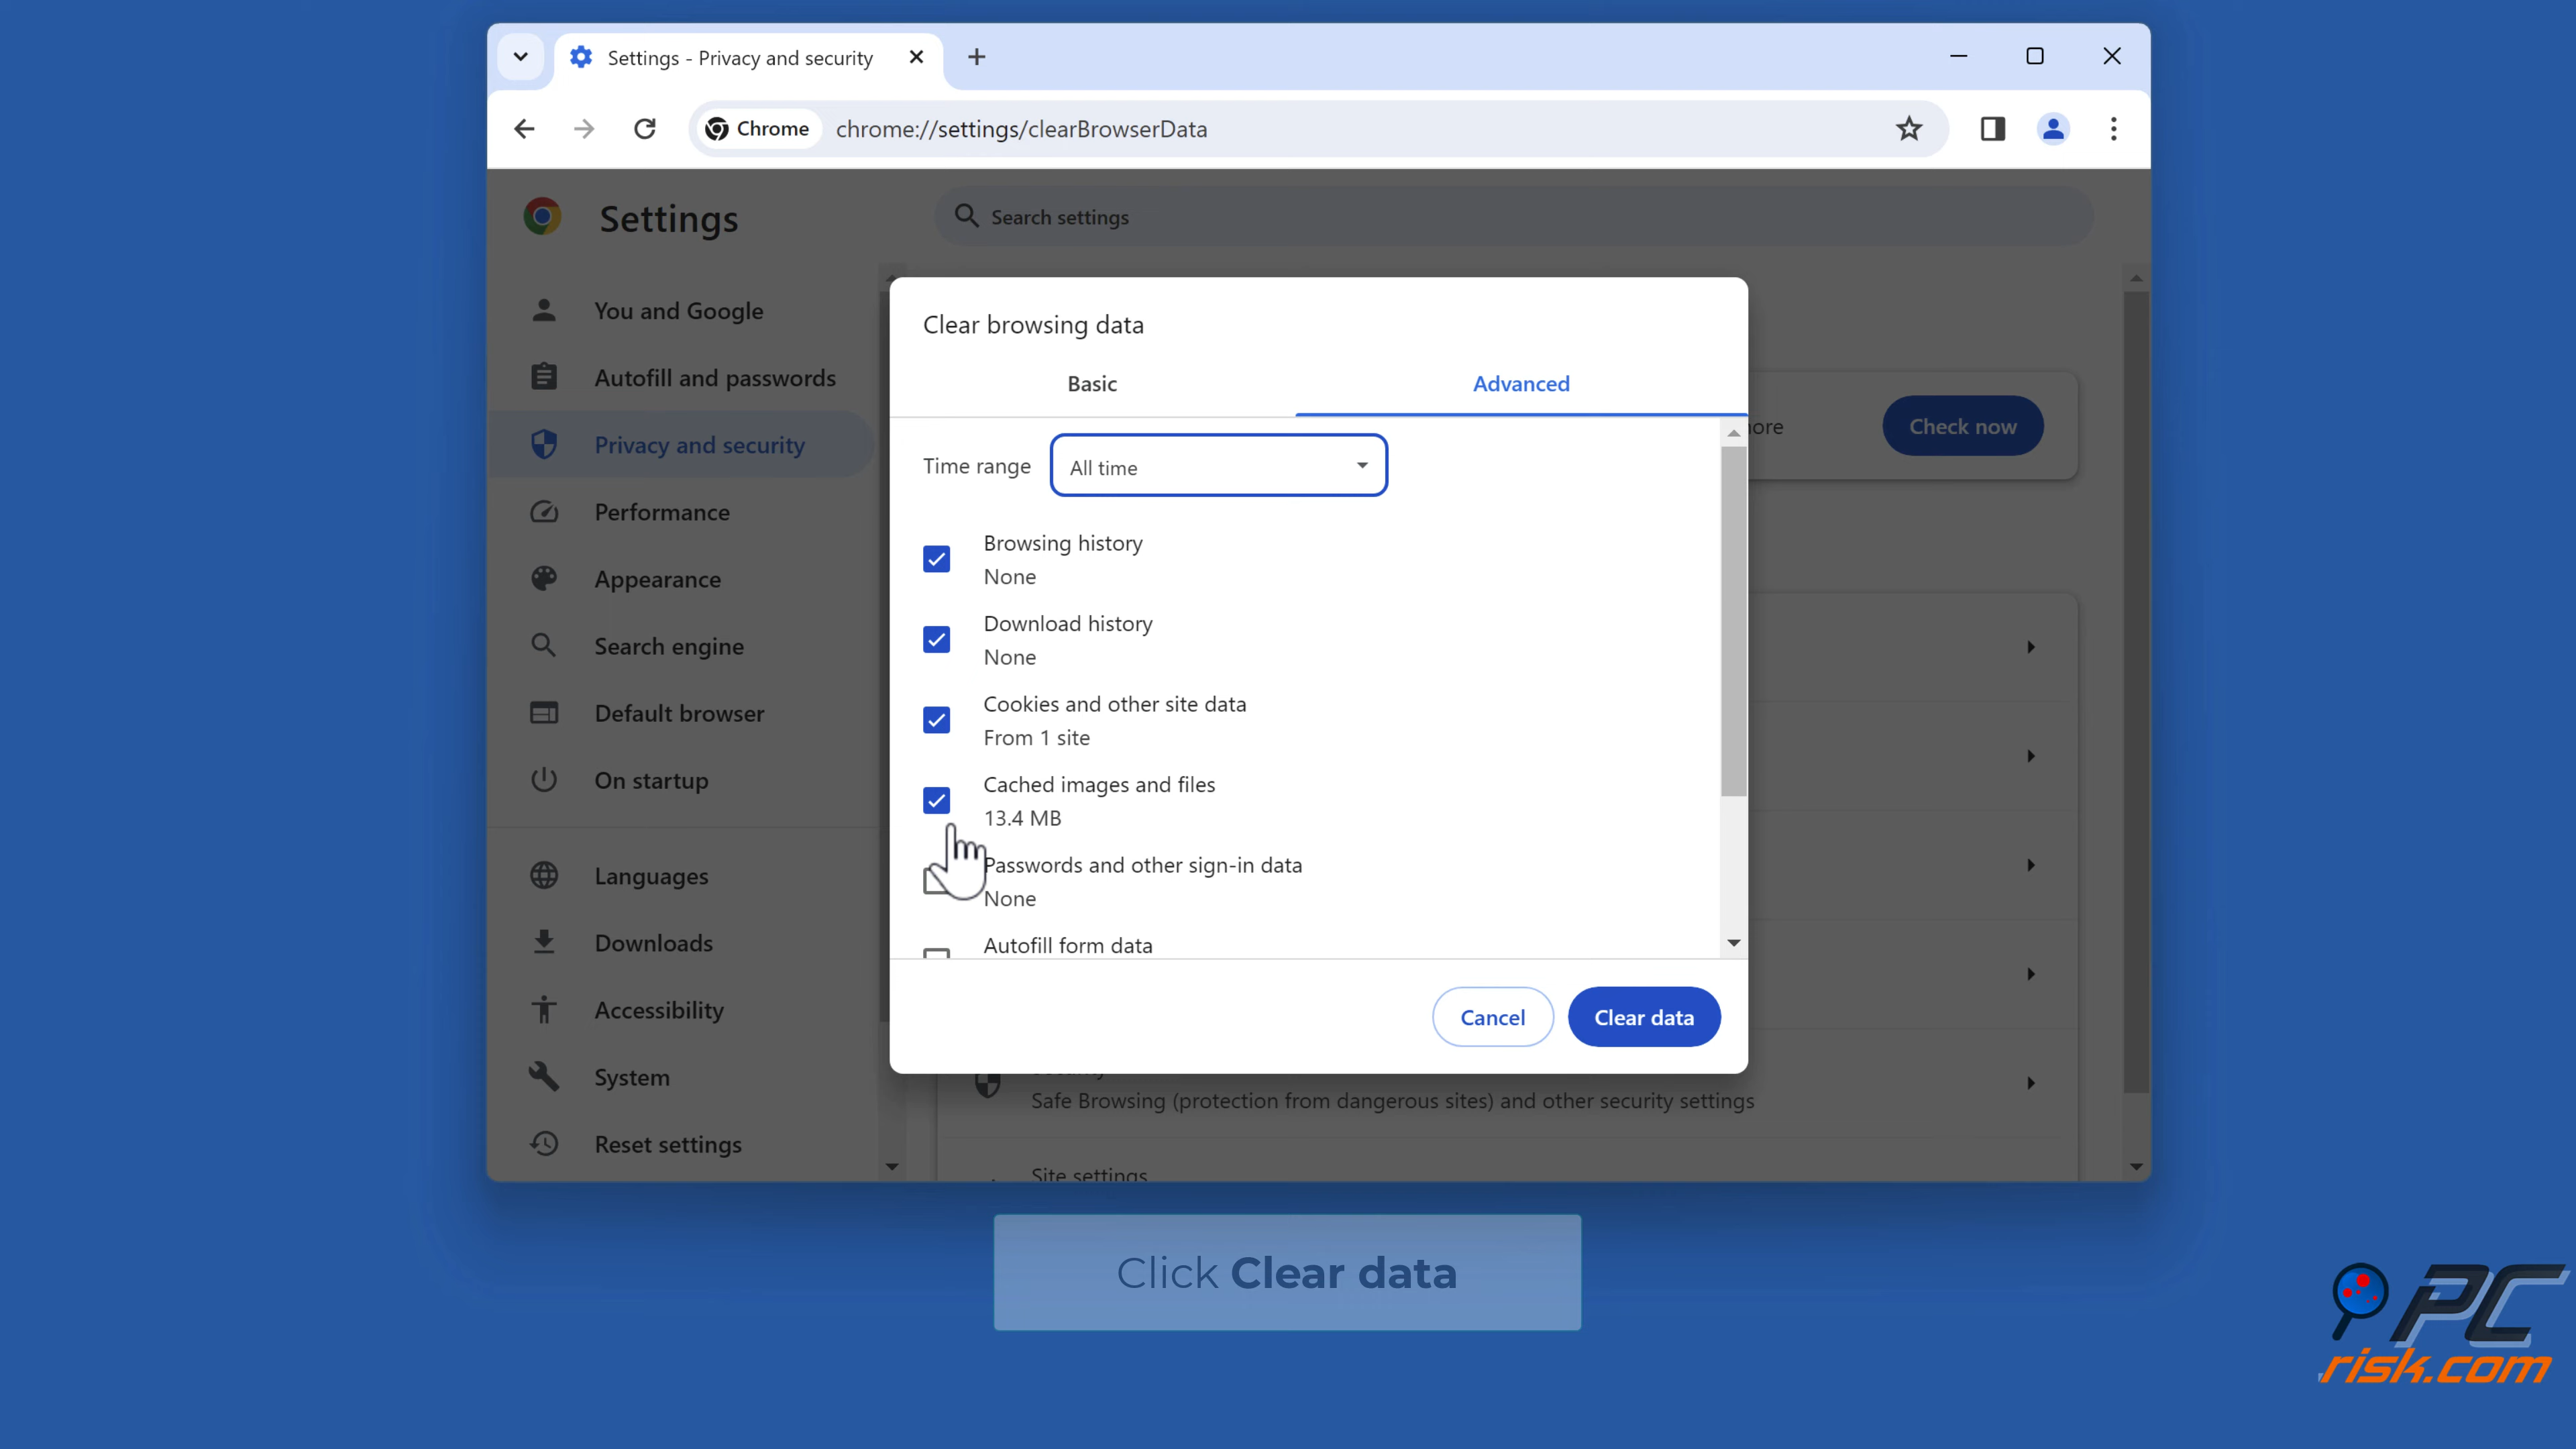 Settings - Privacy and security
Chrome
chrome://settings/clearBrowserData
Settings
Search settings
You and Google
Autofill and passwords
Privacy and security
Performance
Appearance
Search engine
Default browser
On startup
Languages
Downloads
Accessibility
System
Reset settings
Clear browsing data
Basic
Advanced
Time range
All time
Browsing history
None
Download history
None
Cookies and other site data
From 1 site
Cached images and files
13.4 MB
Passwords and other sign-in data
None
Autofill form data
Cancel
Clear data
Check now
Safe Browsing (protection from dangerous sites) and other security settings
Site settings
Click Clear data
PC
risk.com